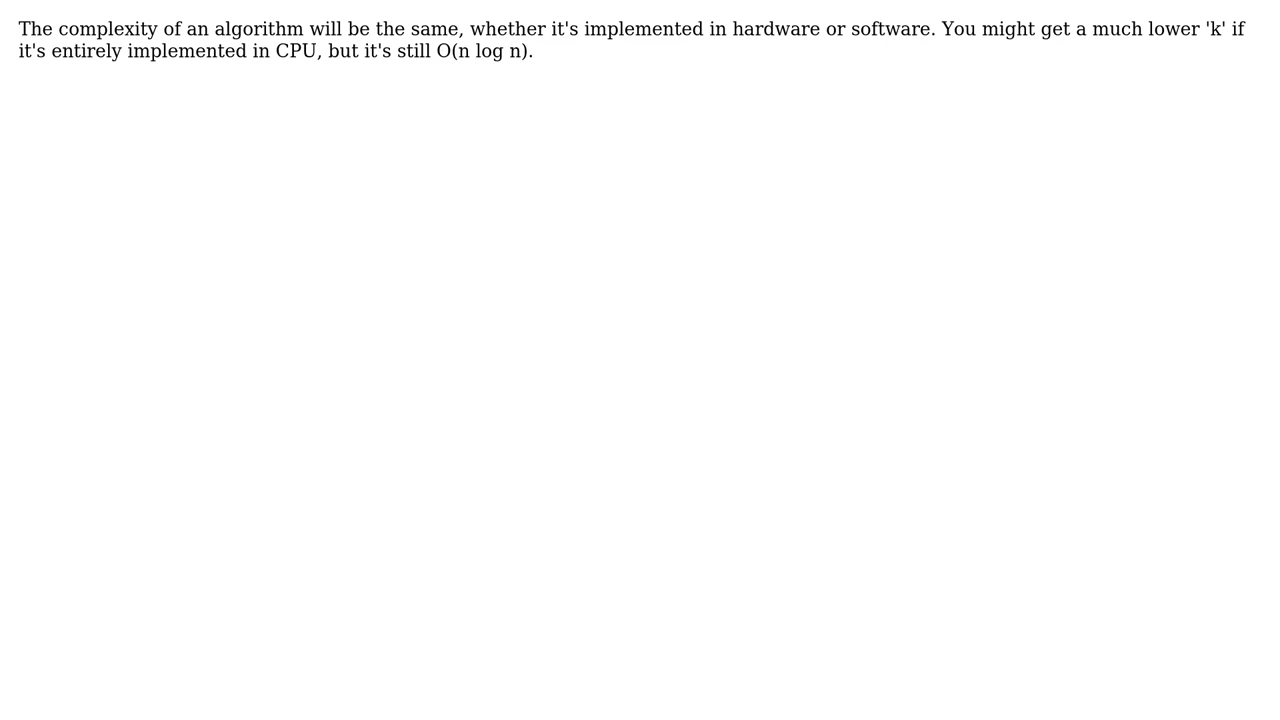 The complexity of an algorithm will be the same, whether it's implemented in hardware or software. You might get a much lower 'k' if
it's entirely implemented in CPU, but it's still O(n log n).